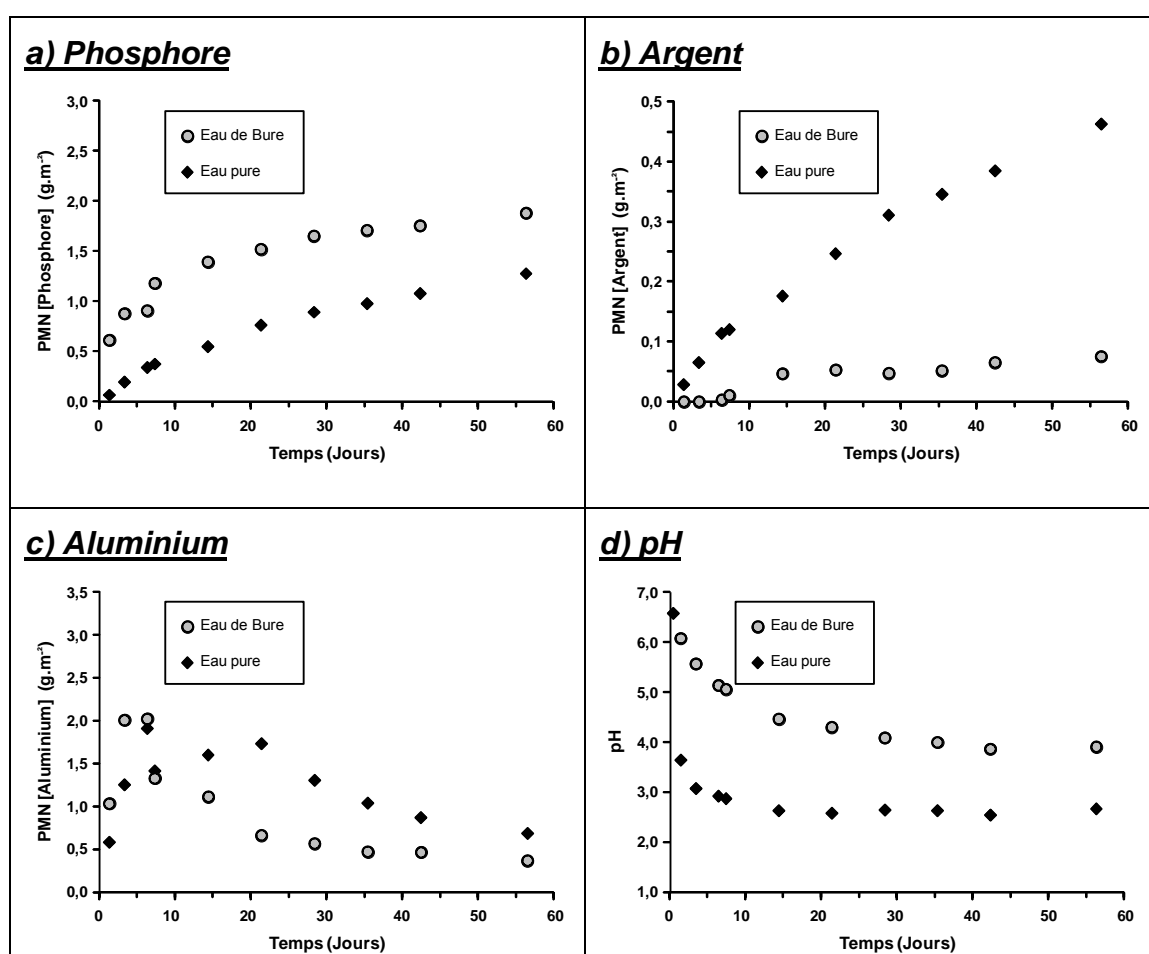 a) Phosphore
3,0
2,5
2,0
1,5
1,0
0,5
0,0
PMN [Phosphore] (g.m-²)
Eau de Bure
Eau pure
0 10 20 30 40 50 60
Temps (Jours)
b) Argent
0,5
0,4
0,3
0,2
0,1
0,0
PMN [Argent] (g.m-²)
Eau de Bure
Eau pure
0 10 20 30 40 50 60
Temps (Jours)
c) Aluminium
3,5
3,0
2,5
2,0
1,5
1,0
0,5
0,0
PMN [Aluminium] (g.m-²)
Eau de Bure
Eau pure
0 10 20 30 40 50 60
Temps (Jours)
d) pH
7,0
6,0
5,0
4,0
3,0
2,0
1,0
pH
Eau de Bure
Eau pure
0 10 20 30 40 50 60
Temps (Jours)